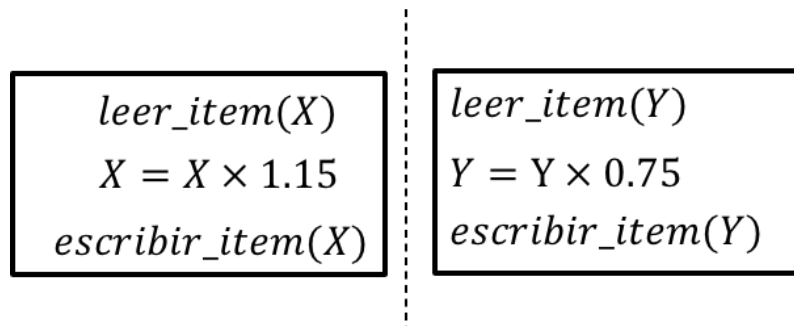 leer_item(X)
X = X × 1.15
escribir_item(X)
leer_item(Y)
Y = Y × 0.75
escribir_item(Y)